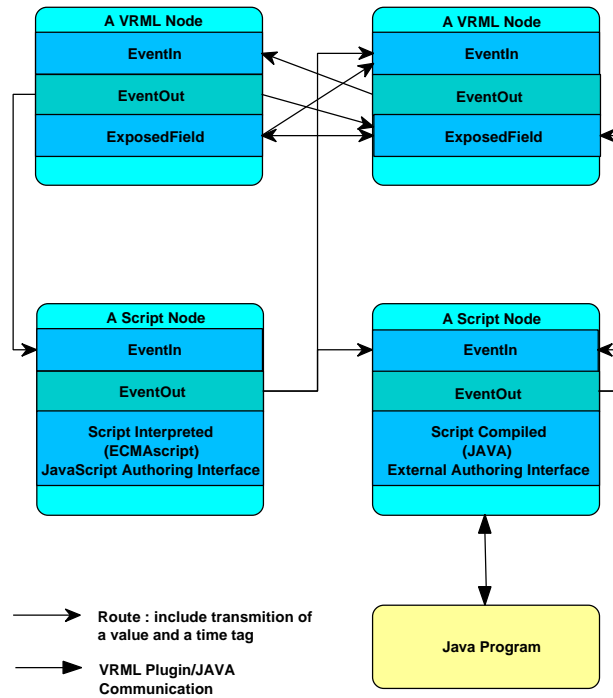 A VRML Node
EventIn
EventOut
ExposedField
A VRML Node
EventIn
EventOut
ExposedField
A Script Node
EventIn
EventOut
Script Interpreted
(ECMAscript)
JavaScript Authoring Interface
A Script Node
EventIn
EventOut
Script Compiled
(JAVA)
External Authoring Interface
Route : include transmition of
a value and a time tag
VRML Plugin/JAVA
Communication
Java Program